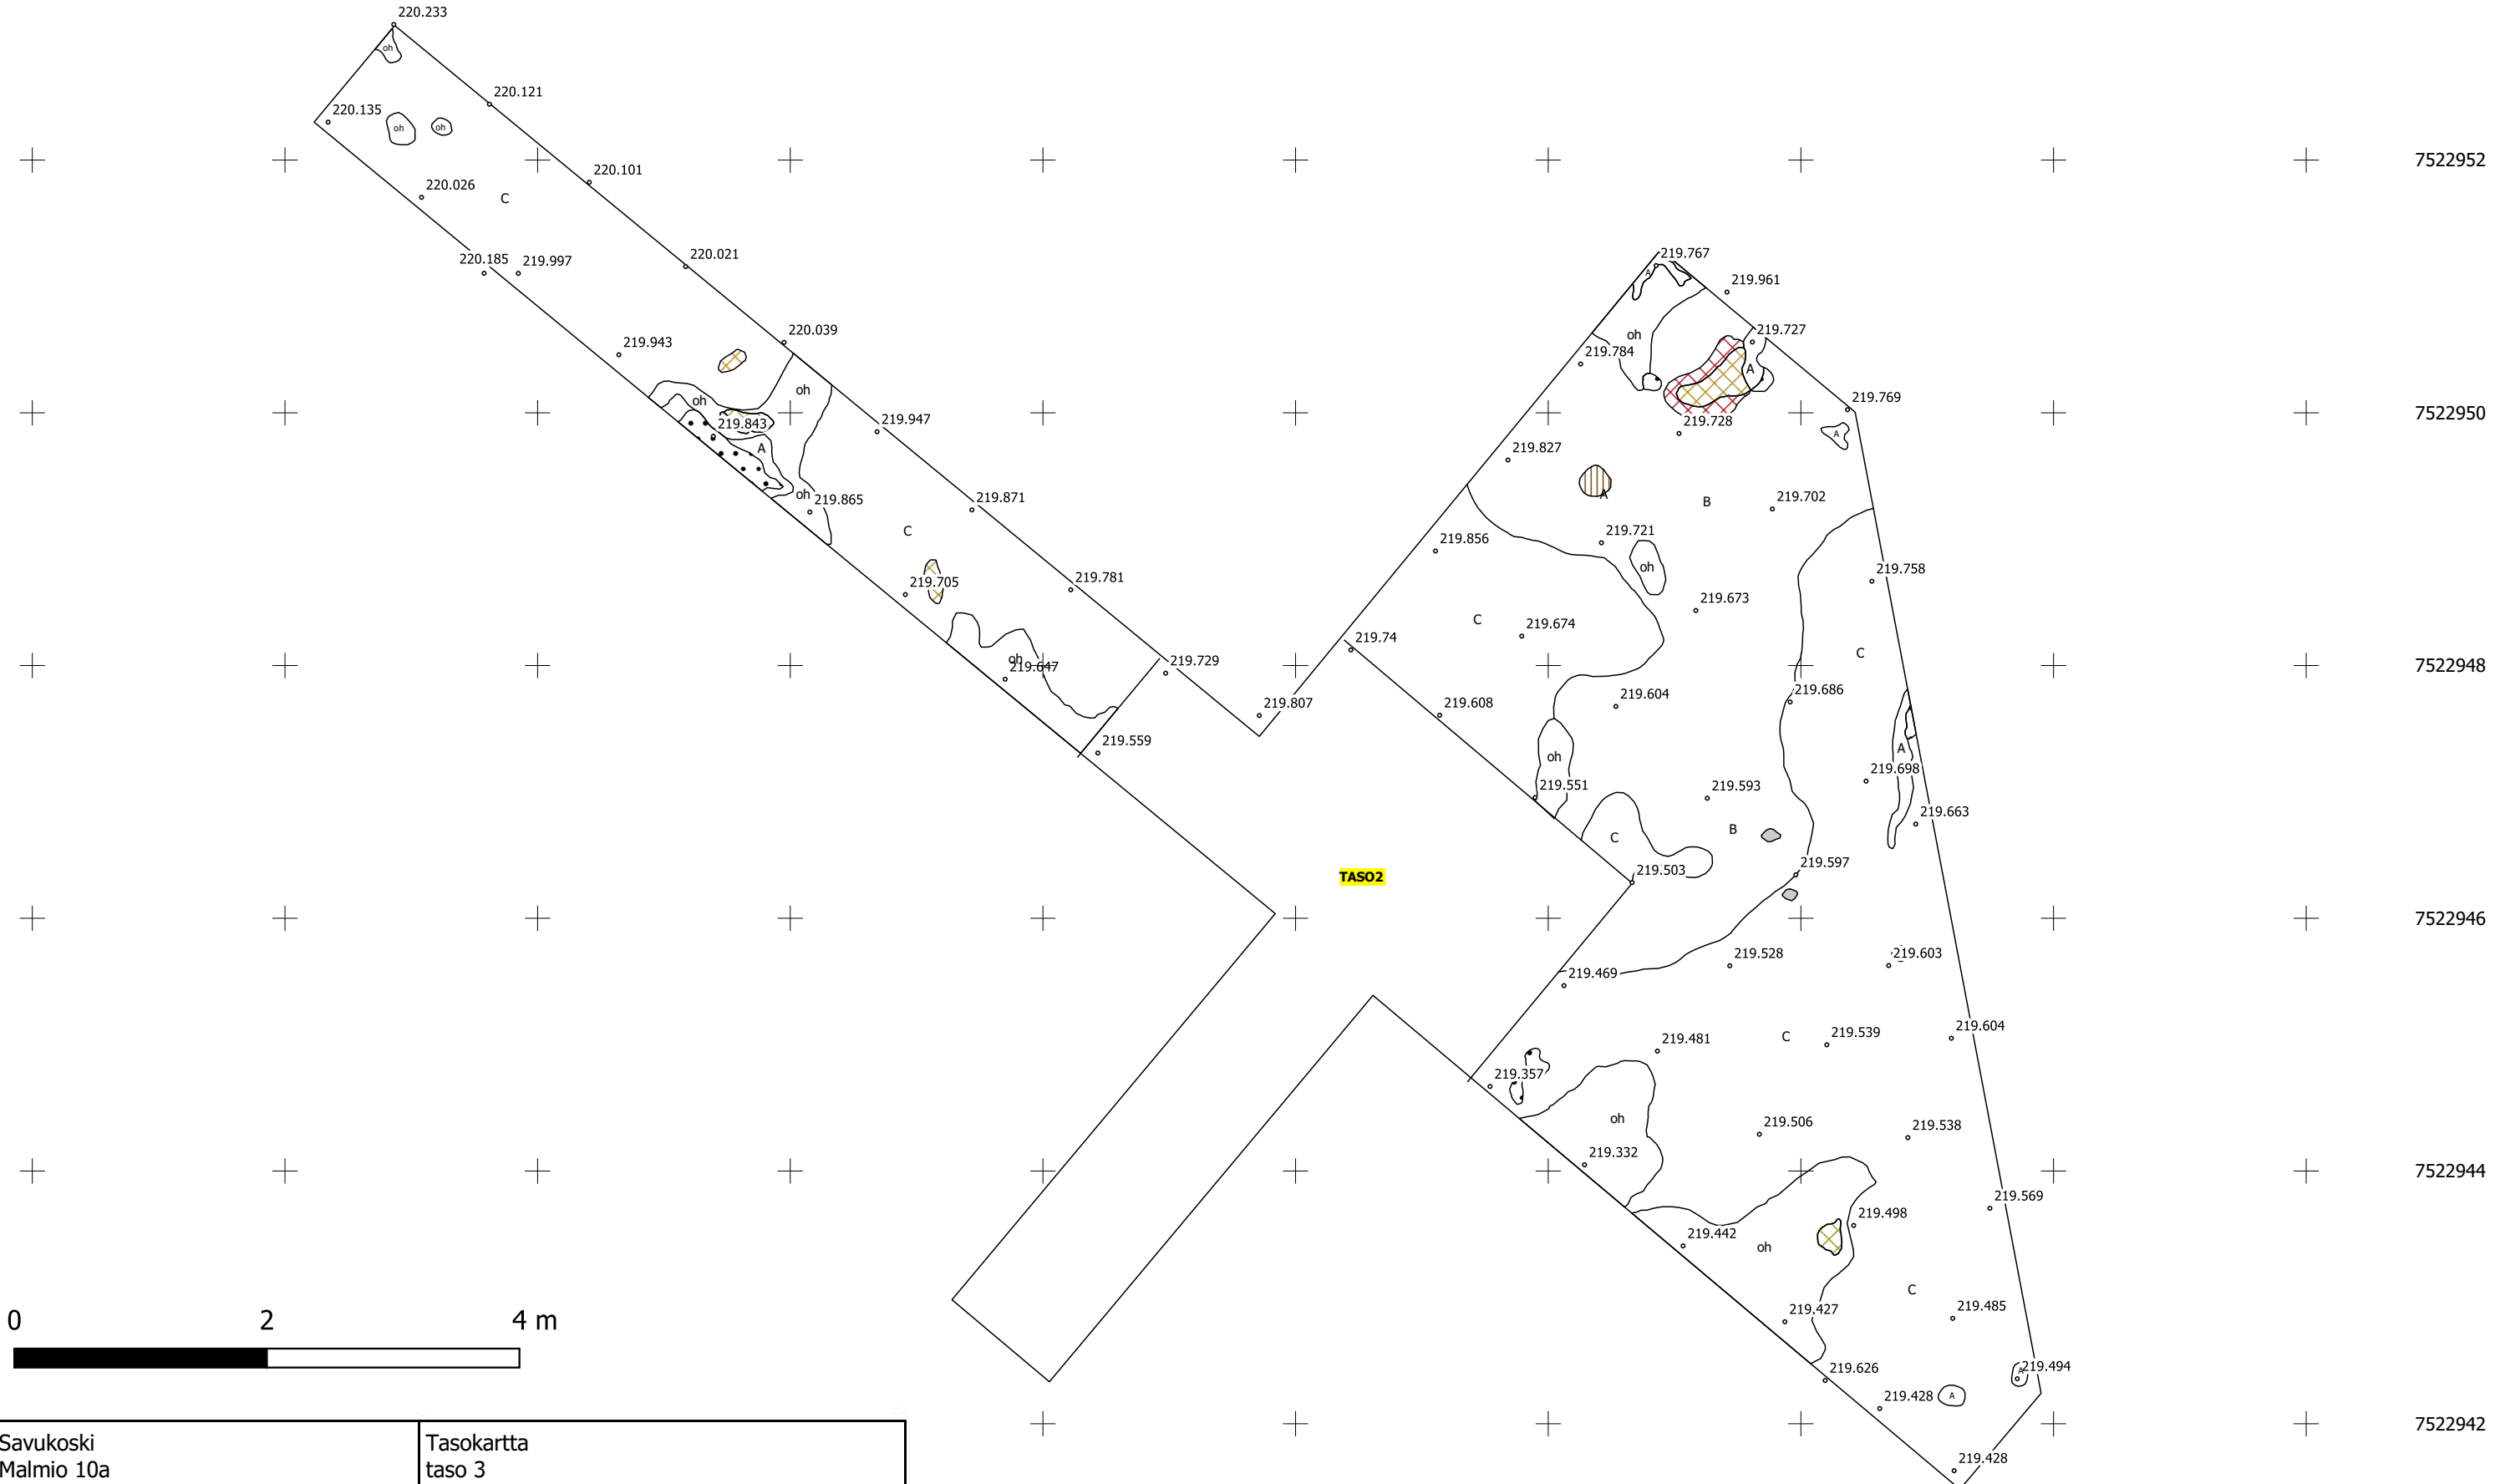 220.233
oh
220.121
220.135
oh
oh
7522952
220.101
220.026
C
220.021
220.185
219.997
219.767
A
219.961
220.039
219.727
219.943
oh
219.784
A
oh
oh
219.769
7522950
219.843
219.947
219.728
A
A
219.827
oh
219.865
219.871
A
B
219.702
C
219.721
219.856
oh
219.758
219.705
219.781
219.673
C
219.674
219.74
C
oh
219.647
219.729
7522948
219.686
219.604
219.807
219.608
219.559
A
oh
219.698
219.551
219.593
219.663
C
B
219.597
219.503
TASO2
7522946
219.528
219.603
219.469
219.604
219.481
C
219.539
219.357
oh
219.506
219.538
219.332
7522944
219.569
219.498
219.442
oh
C
219.427
219.485
0 2 4 m
219.626
A
219.494
219.428
A
7522942
Savukoski
Malmio 10a
Tasokartta
taso 3
219.428